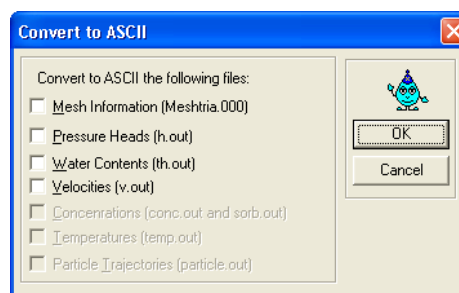 Convert to ASCII
Convert to ASCII the following files:
Mesh Information (Meshtria.000)
Pressure Heads (h.out)
Water Contents (th.out)
Velocities (v.out)
Concenrations (conc.out and sorb.out)
Temperatures (temp.out)
Particle Trajectories (particle.out)
OK
Cancel